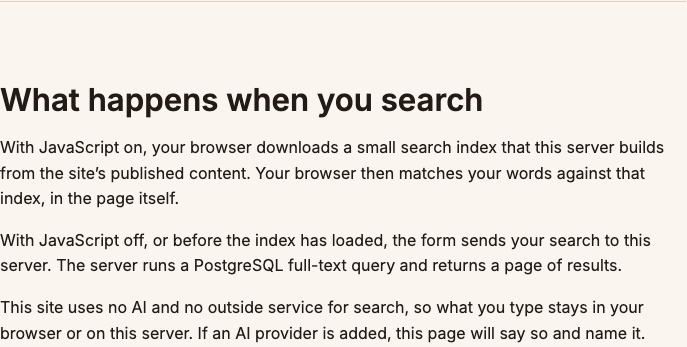 What happens when you search
With JavaScript on, your browser downloads a small search index that this server builds
from the site’s published content. Your browser then matches your words against that
index, in the page itself.
With JavaScript off, or before the index has loaded, the form sends your search to this
server. The server runs a PostgreSQL full-text query and returns a page of results.
This site uses no AI and no outside service for search, so what you type stays in your
browser or on this server. If an AI provider is added, this page will say so and name it.